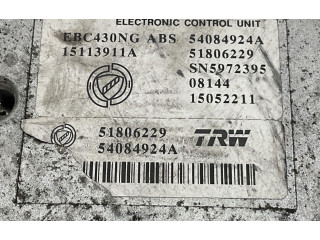 ELECTRONIC CONTROL UNIT
EBC430NG ABS 54084924A
15113911A 51806229
SN5972395
08144
15052211
51806229 TRW
54084924A